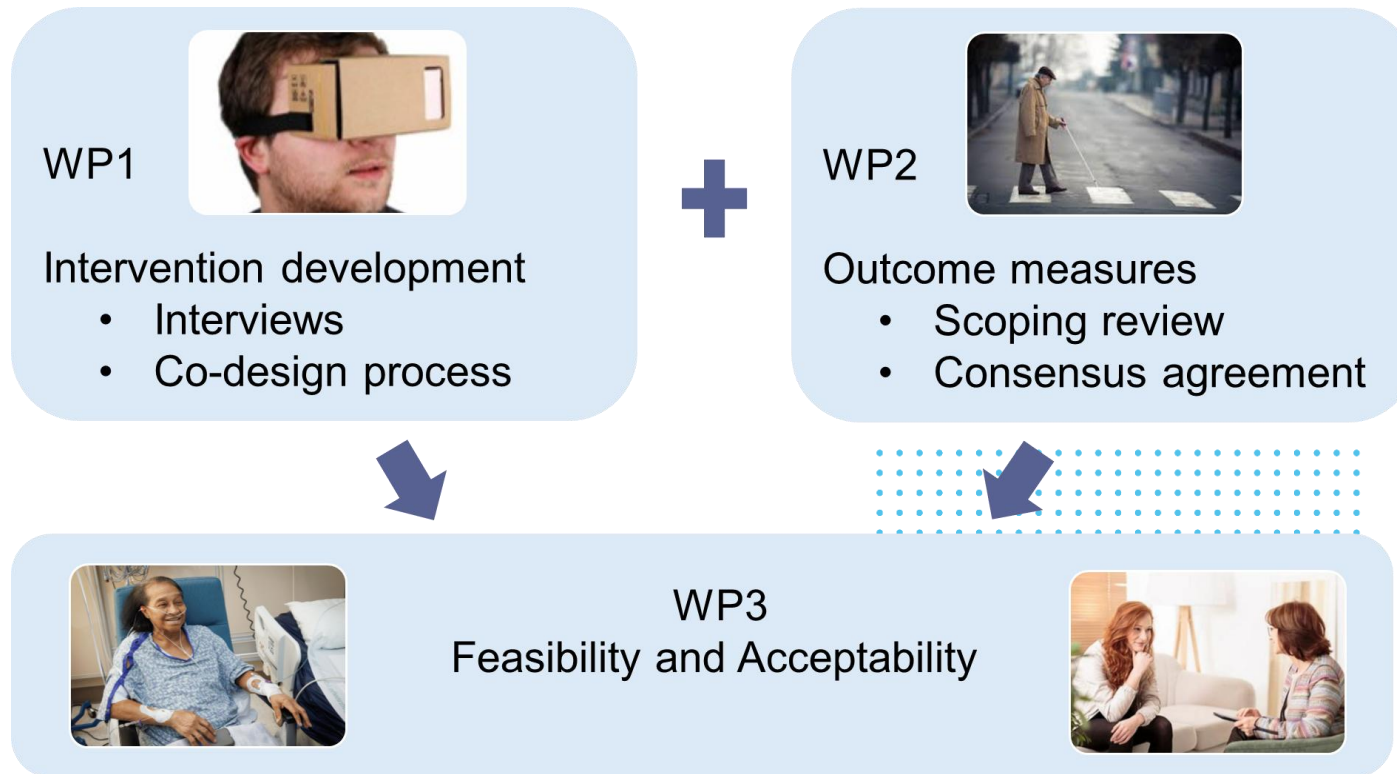 WP1
Intervention development
• Interviews
• Co-design process
WP2
Outcome measures
• Scoping review
• Consensus agreement
WP3
Feasibility and Acceptability